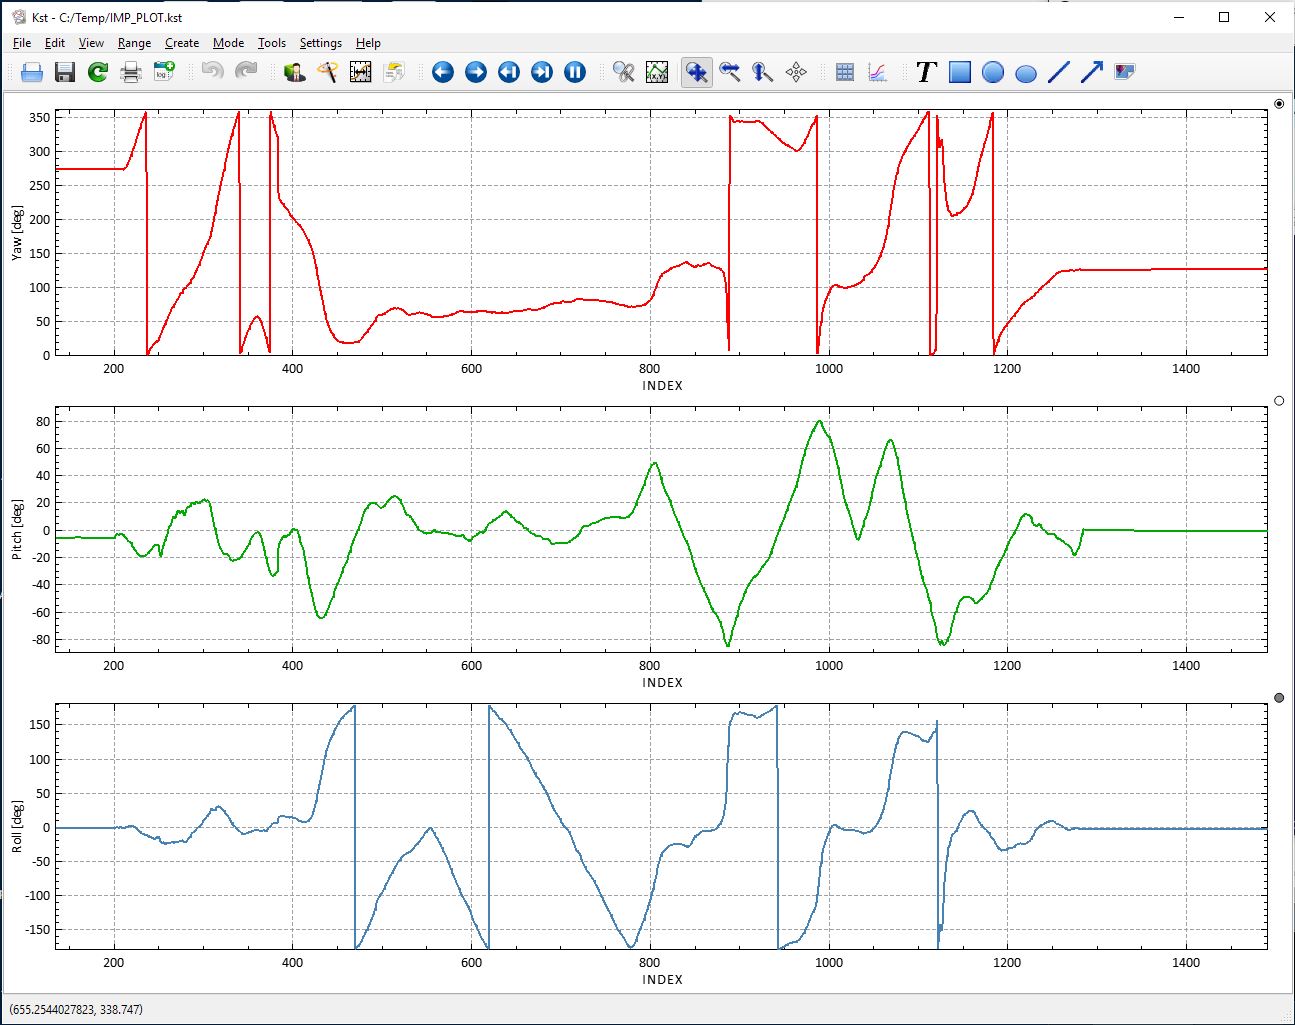 Kst - C:/Temp/IMP_PLOT.kst
File Edit View Range Create Mode Tools Settings Help
log
X,Y
T
350
300
250
200
150
100
50
0
Yaw [deg]
200 400 600 800 1000 1200 1400
INDEX
80
60
40
20
0
-20
-40
-60
-80
Pitch [deg]
200 400 600 800 1000 1200 1400
INDEX
150
100
50
0
-50
-100
-150
Roll [deg]
200 400 600 800 1000 1200 1400
INDEX
(655.2544027823, 338.747)